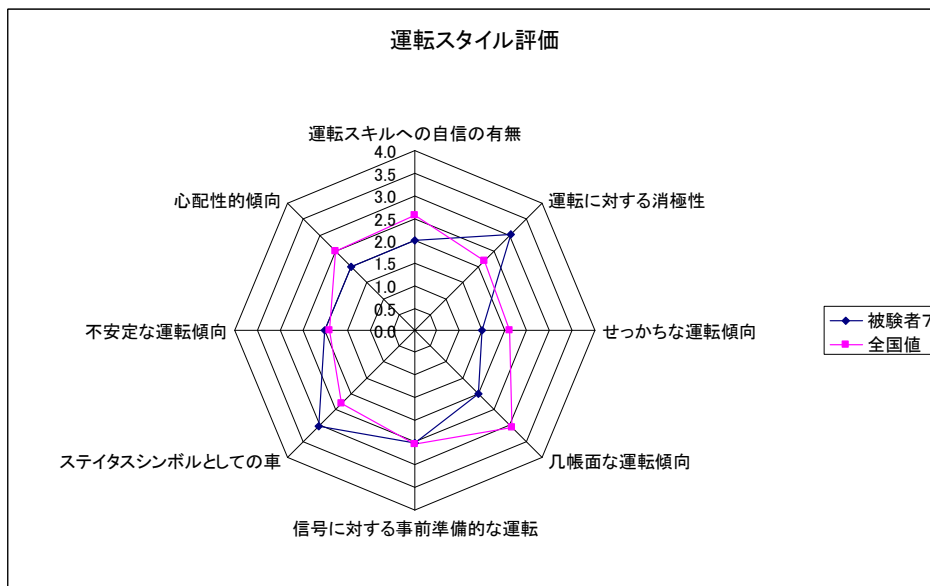 運転スタイル評価
運転スキルへの自信の有無
4.0
3.5
3.0
2.5
2.0
1.5
1.0
0.5
0.0
運転に対する消極性
せっかちな運転傾向
几帳面な運転傾向
信号に対する事前準備的な運転
ステイタスシンボルとしての車
不安定な運転傾向
心配性的傾向
被験者7
全国値